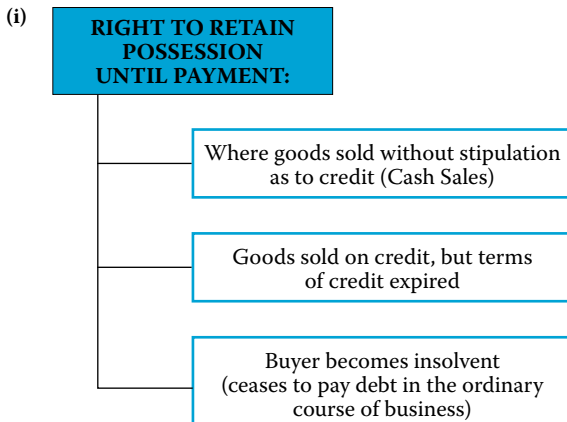 (i)
RIGHT TO RETAIN
POSSESSION
UNTIL PAYMENT:
Where goods sold without stipulation
as to credit (Cash Sales)
Goods sold on credit, but terms
of credit expired
Buyer becomes insolvent
(ceases to pay debt in the ordinary
course of business)